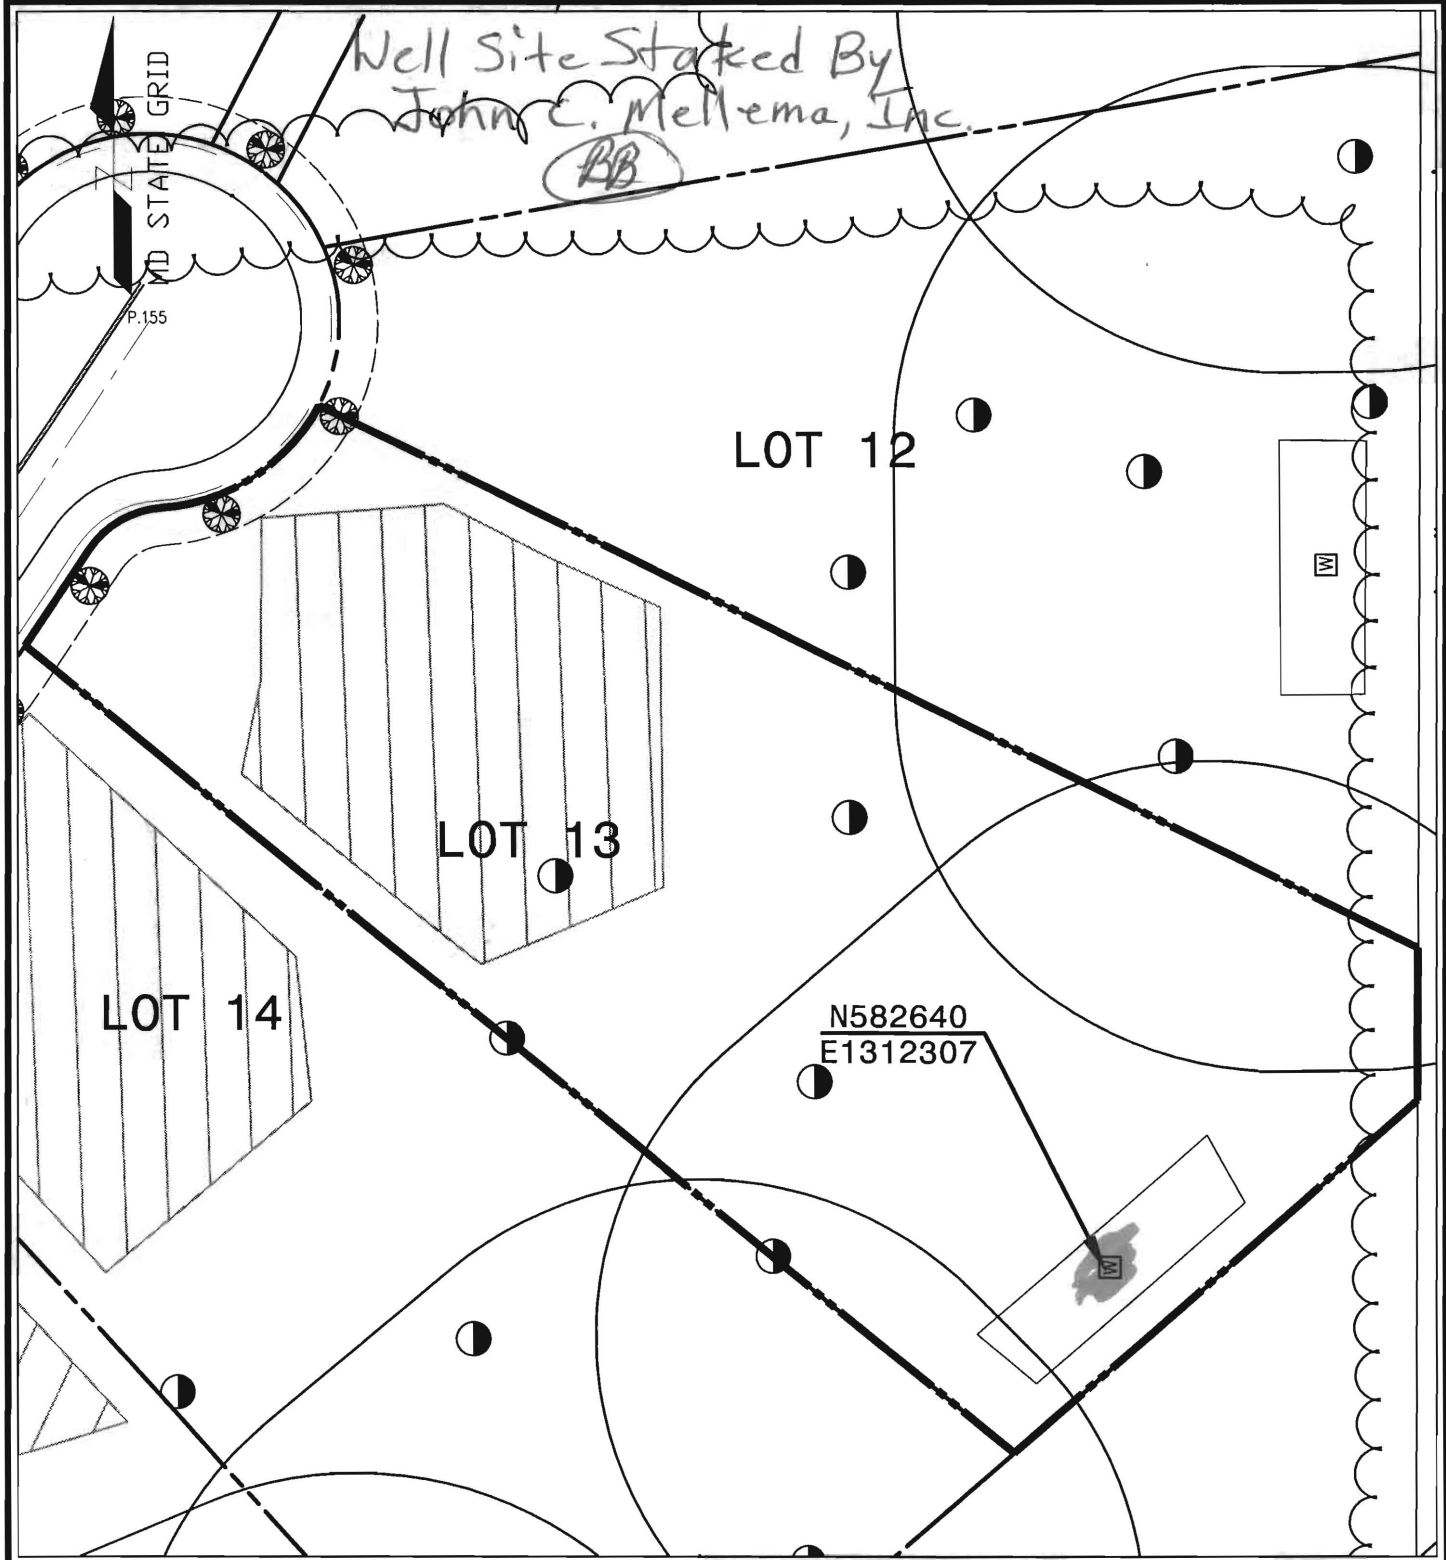 Well Site Staked By
John C. Mellema, Inc.
BB
MD STATE GRID
Z
P.155
LOT 12
W
LOT 13
LOT 14
N582640
E1312307
W